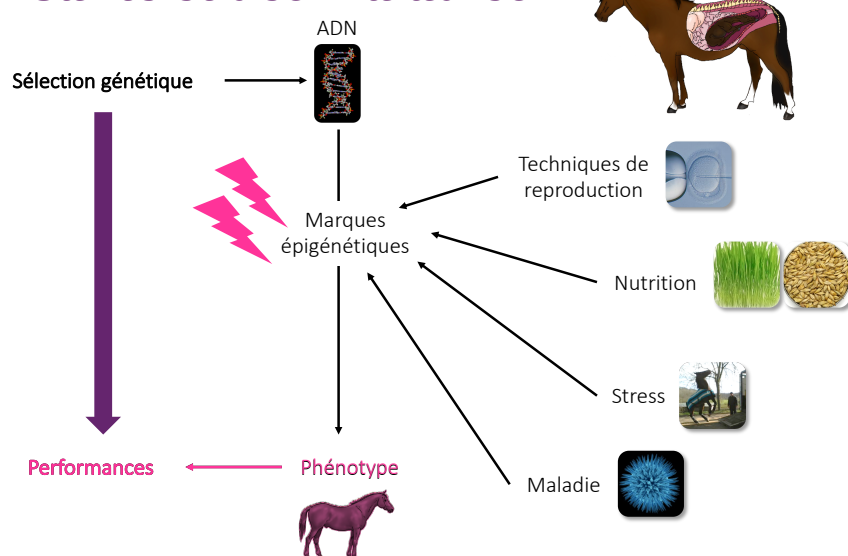 ADN
Sélection génétique
Techniques de
reproduction
Marques
épigénétiques
Nutrition
Stress
Performances
Phénotype
Maladie